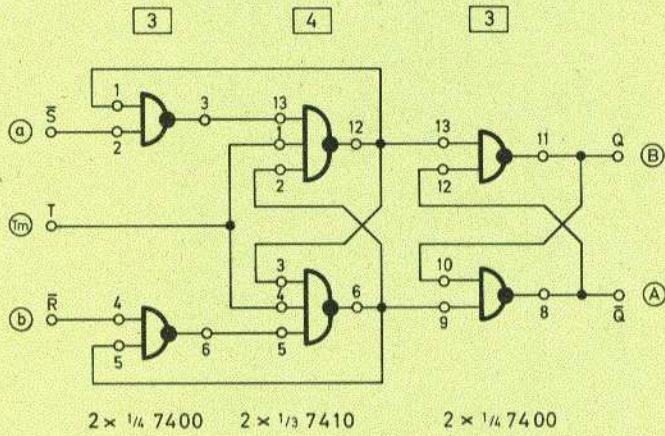 3 4 3
1 3 13 12 13 11 Q B
a S̅ 2 1 2 12
Tm T
b R̅ 4 5 6 3 4 5 6 10 9 8 Q̅ A
2 x 1/4 7400 2 x 1/3 7410 2 x 1/4 7400